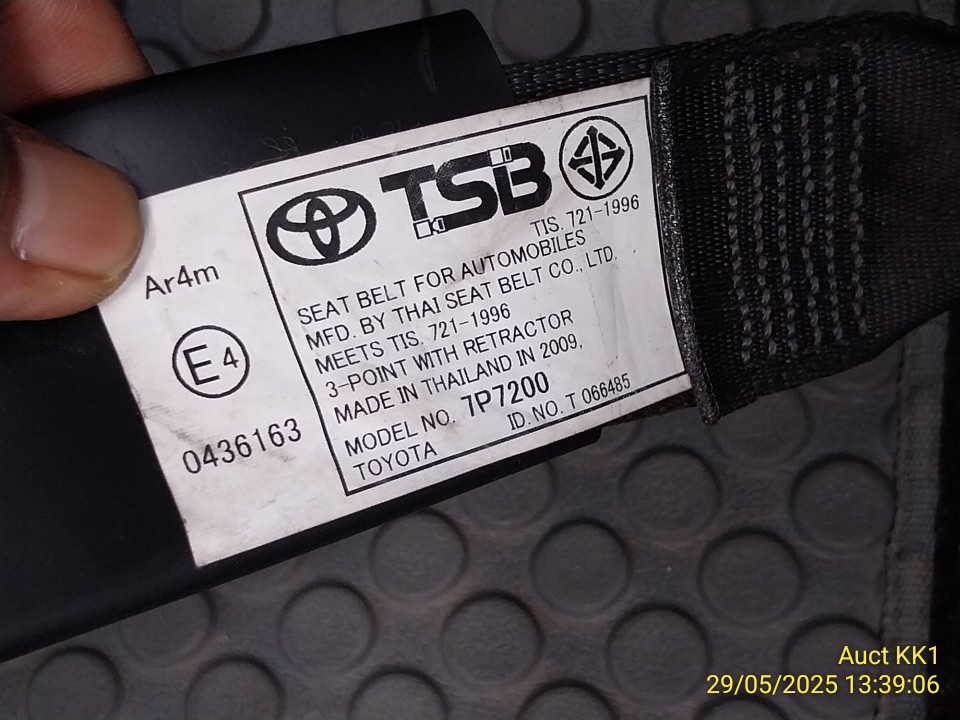 TSB
TIS. 721-1996
SEAT BELT FOR AUTOMOBILES
MFD. BY THAI SEAT BELT CO., LTD.
MEETS TIS. 721-1996
3-POINT WITH RETRACTOR
MADE IN THAILAND IN 2009,
MODEL NO. 7P7200
TOYOTA ID. NO. T 066485
Ar4m
E4
0436163
Auct KK1
29/05/2025 13:39:06